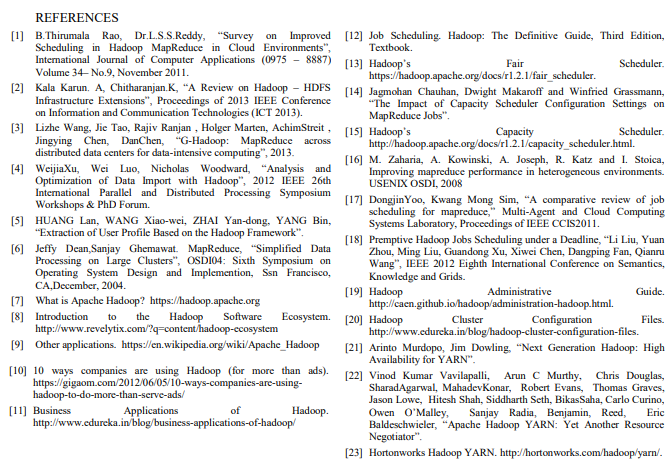 REFERENCES
[1] B.Thirumala Rao, Dr.L.S.S.Reddy, “Survey on Improved
Scheduling in Hadoop MapReduce in Cloud Environments”,
International Journal of Computer Applications (0975 – 8887)
Volume 34– No.9, November 2011.
[2] Kala Karun. A, Chitharanjan.K, “A Review on Hadoop – HDFS
Infrastructure Extensions”, Proceedings of 2013 IEEE Conference
on Information and Communication Technologies (ICT 2013).
[3] Lizhe Wang, Jie Tao, Rajiv Ranjan , Holger Marten, AchimStreit ,
Jingying Chen, DanChen, “G-Hadoop: MapReduce across
distributed data centers for data-intensive computing”, 2013.
[4] WeijiaXu, Wei Luo, Nicholas Woodward, “Analysis and
Optimization of Data Import with Hadoop”, 2012 IEEE 26th
International Parallel and Distributed Processing Symposium
Workshops & PhD Forum.
[5] HUANG Lan, WANG Xiao-wei, ZHAI Yan-dong, YANG Bin,
“Extraction of User Profile Based on the Hadoop Framework”.
[6] Jeffy Dean,Sanjay Ghemawat. MapReduce, “Simplified Data
Processing on Large Clusters”, OSDI04: Sixth Symposium on
Operating System Design and Implemention, Ssn Francisco,
CA,December, 2004.
[7] What is Apache Hadoop? https://hadoop.apache.org
[8] Introduction to the Hadoop Software Ecosystem.
http://www.revelytix.com/?q=content/hadoop-ecosystem
[9] Other applications. https://en.wikipedia.org/wiki/Apache_Hadoop
[10] 10 ways companies are using Hadoop (for more than ads).
https://gigaom.com/2012/06/05/10-ways-companies-are-using-
hadoop-to-do-more-than-serve-ads/
[11] Business Applications of Hadoop.
http://www.edureka.in/blog/business-applications-of-hadoop/
[12] Job Scheduling. Hadoop: The Definite Guide, Third Edition,
Textbook.
[13] Hadoop’s Fair Scheduler.
https://hadoop.apache.org/docs/r1.2.1/fair_scheduler.
[14] Jagmohan Chauhan, Dwight Makaroff and Winfried Grassmann,
“The Impact of Capacity Scheduler Configuration Settings on
MapReduce Jobs”.
[15] Hadoop’s Capacity Scheduler.
http://hadoop.apache.org/docs/r1.2.1/capacity_scheduler.html.
[16] M. Zaharia, A. Kowinski, A. Joseph, R. Katz and I. Stoica,
Improving mapreduce performance in heterogeneous environments.
USENIX OSDI, 2008
[17] DongjinYoo, Kwang Mong Sim, “A comparative review of job
scheduling for mapreduce,” Multi-Agent and Cloud Computing
Systems Laboratory, Proceedings of IEEE CCIS2011.
[18] Premptive Hadoop Jobs Scheduling under a Deadline, “Li Liu, Yuan
Zhou, Ming Liu, Guandong Xu, Xiwei Chen, Dangping Fan, Qianru
Wang”, IEEE 2012 Eighth International Conference on Semantics,
Knowledge and Grids.
[19] Hadoop Administrative Guide.
http://caen.github.io/hadoop/administration-hadoop.html.
[20] Hadoop Cluster Configuration Files.
http://www.edureka.in/blog/hadoop-cluster-configuration-files.
[21] Arinto Murdopo, Jim Dowling, “Next Generation Hadoop: High
Availability for YARN”.
[22] Vinod Kumar Vavilapalli, Arun C Murthy, Chris Douglas,
SharadAgarwal, MahadevKonar, Robert Evans, Thomas Graves,
Jason Lowe, Hitesh Shah, Siddharth Seth, BikasSaha, Carlo Curino,
Owen O’Malley, Sanjay Radia, Benjamin, Reed, Eric
Baldeschwieler, “Apache Hadoop YARN: Yet Another Resource
Negotiator”.
[23] Hortonworks Hadoop YARN. http://hortonworks.com/hadoop/yarn/.